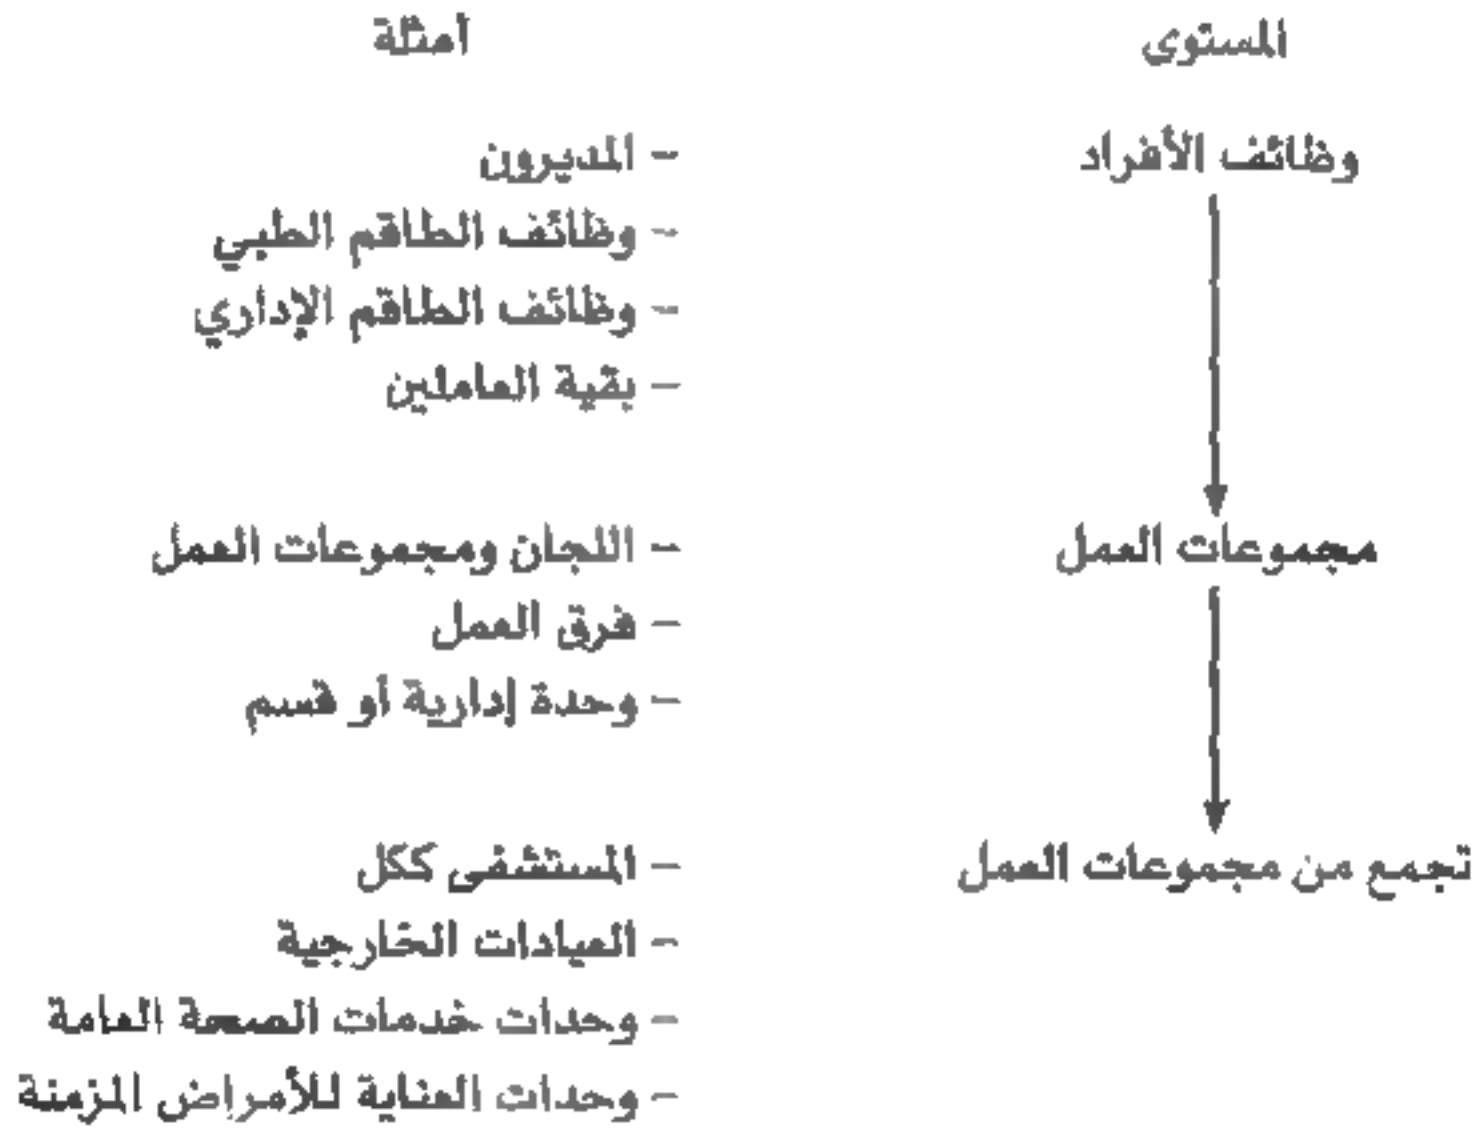 المستوى
أمثلة
وظائف الأفراد
- المديرون
- وظائف الطاقم الطبي
- وظائف الطاقم الإداري
- بقية العاملين
مجموعات العمل
- اللجان ومجموعات العمل
- فرق العمل
- وحدة إدارية أو قسم
تجمع من مجموعات العمل
- المستشفى ككل
- العيادات الخارجية
- وحدات خدمات الصحة العامة
- وحدات العناية للأمراض المزمنة